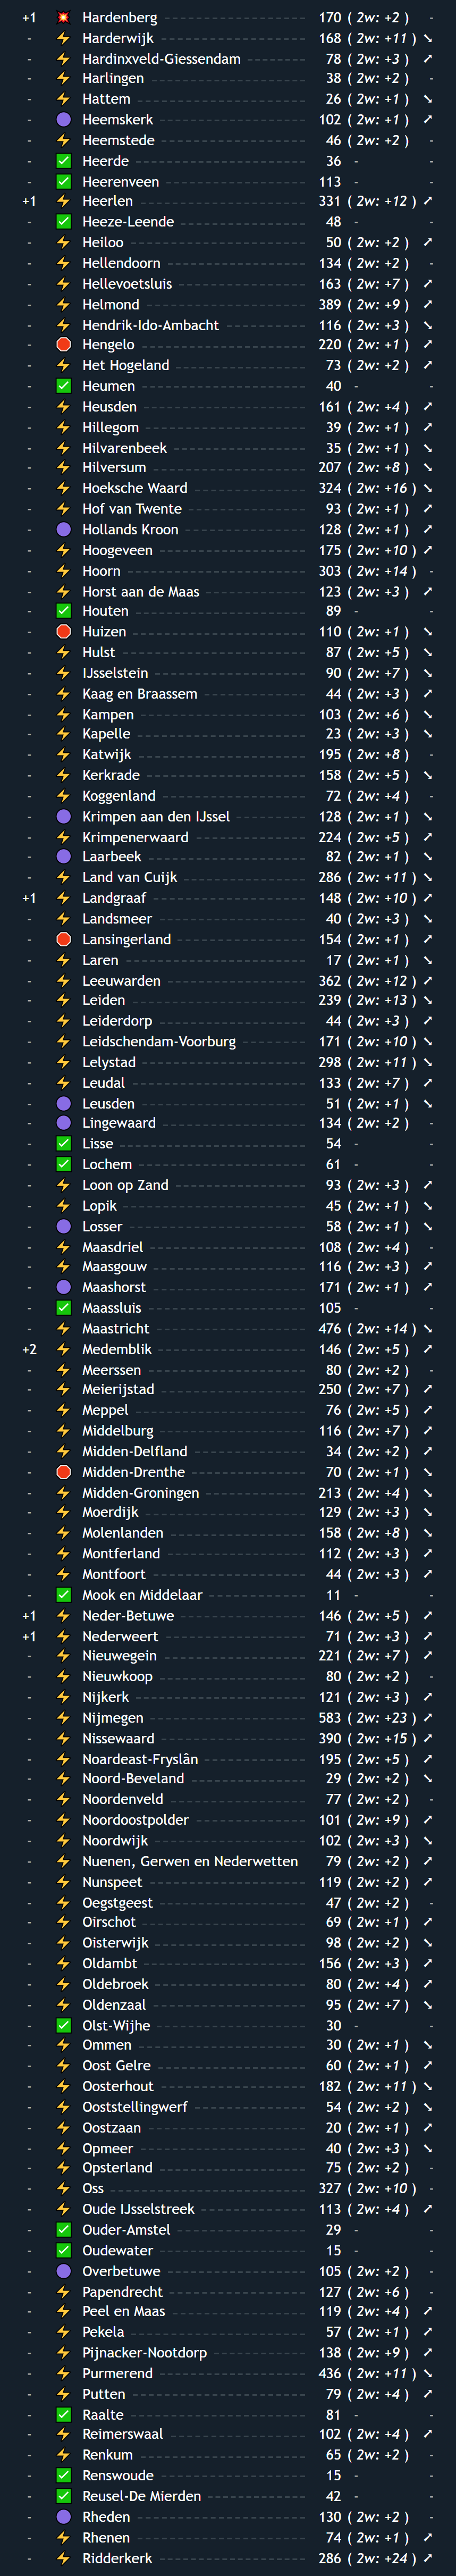 +1 💥 Hardenberg 170 ( 2w: +2 ) -
- ⚡ Harderwijk 168 ( 2w: +11 ) ↘
- ⚡ Hardinxveld-Giessendam 78 ( 2w: +3 ) ↗
- ⚡ Harlingen 38 ( 2w: +2 ) -
- ⚡ Hattem 26 ( 2w: +1 ) ↘
- 🟣 Heemskerk 102 ( 2w: +1 ) ↗
- ⚡ Heemstede 46 ( 2w: +2 ) -
- ✅ Heerde 36 - -
- ✅ Heerenveen 113 - -
+1 ⚡ Heerlen 331 ( 2w: +12 ) ↗
- ✅ Heeze-Leende 48 - -
- ⚡ Heiloo 50 ( 2w: +2 ) ↗
- ⚡ Hellendoorn 134 ( 2w: +2 ) -
- ⚡ Hellevoetsluis 163 ( 2w: +7 ) ↗
- ⚡ Helmond 389 ( 2w: +9 ) ↗
- ⚡ Hendrik-Ido-Ambacht 116 ( 2w: +3 ) ↘
- 🛑 Hengelo 220 ( 2w: +1 ) ↗
- ⚡ Het Hogeland 73 ( 2w: +2 ) ↗
- ✅ Heumen 40 - -
- ⚡ Heusden 161 ( 2w: +4 ) ↗
- ⚡ Hillegom 39 ( 2w: +1 ) ↗
- ⚡ Hilvarenbeek 35 ( 2w: +1 ) ↘
- ⚡ Hilversum 207 ( 2w: +8 ) ↘
- ⚡ Hoeksche Waard 324 ( 2w: +16 ) ↘
- ⚡ Hof van Twente 93 ( 2w: +1 ) ↗
- 🟣 Hollands Kroon 128 ( 2w: +1 ) ↗
- ⚡ Hoogeveen 175 ( 2w: +10 ) ↗
- ⚡ Hoorn 303 ( 2w: +14 ) -
- ⚡ Horst aan de Maas 123 ( 2w: +3 ) ↗
- ✅ Houten 89 - -
- 🛑 Huizen 110 ( 2w: +1 ) ↘
- ⚡ Hulst 87 ( 2w: +5 ) ↘
- ⚡ IJsselstein 90 ( 2w: +7 ) ↘
- ⚡ Kaag en Braassem 44 ( 2w: +3 ) ↗
- ⚡ Kampen 103 ( 2w: +6 ) ↘
- ⚡ Kapelle 23 ( 2w: +3 ) ↘
- ⚡ Katwijk 195 ( 2w: +8 ) -
- ⚡ Kerkrade 158 ( 2w: +5 ) ↘
- ⚡ Koggenland 72 ( 2w: +4 ) -
- 🟣 Krimpen aan den IJssel 128 ( 2w: +1 ) ↘
- ⚡ Krimpenerwaard 224 ( 2w: +5 ) ↗
- 🟣 Laarbeek 82 ( 2w: +1 ) ↘
- ⚡ Land van Cuijk 286 ( 2w: +11 ) ↘
+1 ⚡ Landgraaf 148 ( 2w: +10 ) ↗
- ⚡ Landsmeer 40 ( 2w: +3 ) ↘
- 🛑 Lansingerland 154 ( 2w: +1 ) ↗
- ⚡ Laren 17 ( 2w: +1 ) ↘
- ⚡ Leeuwarden 362 ( 2w: +12 ) ↗
- ⚡ Leiden 239 ( 2w: +13 ) ↘
- ⚡ Leiderdorp 44 ( 2w: +3 ) ↗
- ⚡ Leidschendam-Voorburg 171 ( 2w: +10 ) ↘
- ⚡ Lelystad 298 ( 2w: +11 ) ↘
- ⚡ Leudal 133 ( 2w: +7 ) ↗
- 🟣 Leusden 51 ( 2w: +1 ) ↘
- 🟣 Lingewaard 134 ( 2w: +2 ) -
- ✅ Lisse 54 - -
- ✅ Lochem 61 - -
- ⚡ Loon op Zand 93 ( 2w: +3 ) ↗
- ⚡ Lopik 45 ( 2w: +1 ) ↘
- 🟣 Losser 58 ( 2w: +1 ) ↘
- ⚡ Maasdriel 108 ( 2w: +4 ) -
- ⚡ Maasgouw 116 ( 2w: +3 ) ↗
- 🟣 Maashorst 171 ( 2w: +1 ) ↗
- ✅ Maassluis 105 - -
- ⚡ Maastricht 476 ( 2w: +14 ) ↘
+2 ⚡ Medemblik 146 ( 2w: +5 ) ↗
- ⚡ Meerssen 80 ( 2w: +2 ) -
- ⚡ Meierijstad 250 ( 2w: +7 ) ↗
- ⚡ Meppel 76 ( 2w: +5 ) ↗
- ⚡ Middelburg 116 ( 2w: +7 ) ↗
- ⚡ Midden-Delfland 34 ( 2w: +2 ) ↗
- 🛑 Midden-Drenthe 70 ( 2w: +1 ) ↘
- ⚡ Midden-Groningen 213 ( 2w: +4 ) ↘
- ⚡ Moerdijk 129 ( 2w: +3 ) ↘
- ⚡ Molenlanden 158 ( 2w: +8 ) ↘
- ⚡ Montferland 112 ( 2w: +3 ) ↗
- ⚡ Montfoort 44 ( 2w: +3 ) ↗
- ✅ Mook en Middelaar 11 - -
+1 ⚡ Neder-Betuwe 146 ( 2w: +5 ) ↗
+1 ⚡ Nederweert 71 ( 2w: +3 ) ↗
- ⚡ Nieuwegein 221 ( 2w: +7 ) ↗
- ⚡ Nieuwkoop 80 ( 2w: +2 ) -
- ⚡ Nijkerk 121 ( 2w: +3 ) ↗
- ⚡ Nijmegen 583 ( 2w: +23 ) ↗
- ⚡ Nissewaard 390 ( 2w: +15 ) ↗
- ⚡ Noardeast-Fryslân 195 ( 2w: +5 ) ↗
- ⚡ Noord-Beveland 29 ( 2w: +2 ) ↘
- ⚡ Noordenveld 77 ( 2w: +2 ) -
- ⚡ Noordoostpolder 101 ( 2w: +9 ) ↗
- ⚡ Noordwijk 102 ( 2w: +3 ) ↘
- ⚡ Nuenen, Gerwen en Nederwetten 79 ( 2w: +2 ) ↗
- ⚡ Nunspeet 119 ( 2w: +2 ) ↗
- ⚡ Oegstgeest 47 ( 2w: +2 ) -
- ⚡ Oirschot 69 ( 2w: +1 ) ↗
- ⚡ Oisterwijk 98 ( 2w: +2 ) ↘
- ⚡ Oldambt 156 ( 2w: +3 ) ↗
- ⚡ Oldebroek 80 ( 2w: +4 ) ↗
- ⚡ Oldenzaal 95 ( 2w: +7 ) ↘
- ✅ Olst-Wijhe 30 - -
- ⚡ Ommen 30 ( 2w: +1 ) ↘
- ⚡ Oost Gelre 60 ( 2w: +1 ) ↗
- ⚡ Oosterhout 182 ( 2w: +11 ) ↘
- ⚡ Ooststellingwerf 54 ( 2w: +2 ) ↘
- ⚡ Oostzaan 20 ( 2w: +1 ) ↗
- ⚡ Opmeer 40 ( 2w: +3 ) ↘
- ⚡ Opsterland 75 ( 2w: +2 ) -
- ⚡ Oss 327 ( 2w: +10 ) -
- ⚡ Oude IJsselstreek 113 ( 2w: +4 ) ↗
- ✅ Ouder-Amstel 29 - -
- ✅ Oudewater 15 - -
- 🟣 Overbetuwe 105 ( 2w: +2 ) -
- ⚡ Papendrecht 127 ( 2w: +6 ) -
- ⚡ Peel en Maas 119 ( 2w: +4 ) ↗
- ⚡ Pekela 57 ( 2w: +1 ) ↗
- ⚡ Pijnacker-Nootdorp 138 ( 2w: +9 ) ↗
- ⚡ Purmerend 436 ( 2w: +11 ) ↘
- ⚡ Putten 79 ( 2w: +4 ) ↗
- ✅ Raalte 81 - -
- ⚡ Reimerswaal 102 ( 2w: +4 ) ↗
- ⚡ Renkum 65 ( 2w: +2 ) -
- ✅ Renswoude 15 - -
- ✅ Reusel-De Mierden 42 - -
- 🟣 Rheden 130 ( 2w: +2 ) -
- ⚡ Rhenen 74 ( 2w: +1 ) ↗
- ⚡ Ridderkerk 286 ( 2w: +24 ) ↗